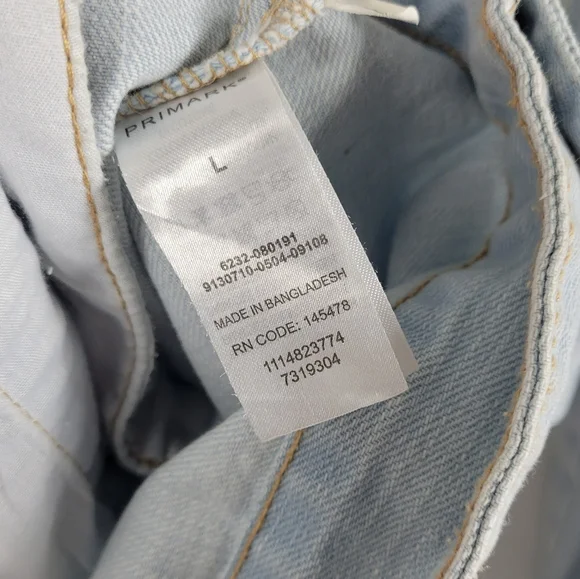 PRIMARK
L
6232-080191
9130710-0504-09108
MADE IN BANGLADESH
RN CODE: 145478
1114823774
7319304